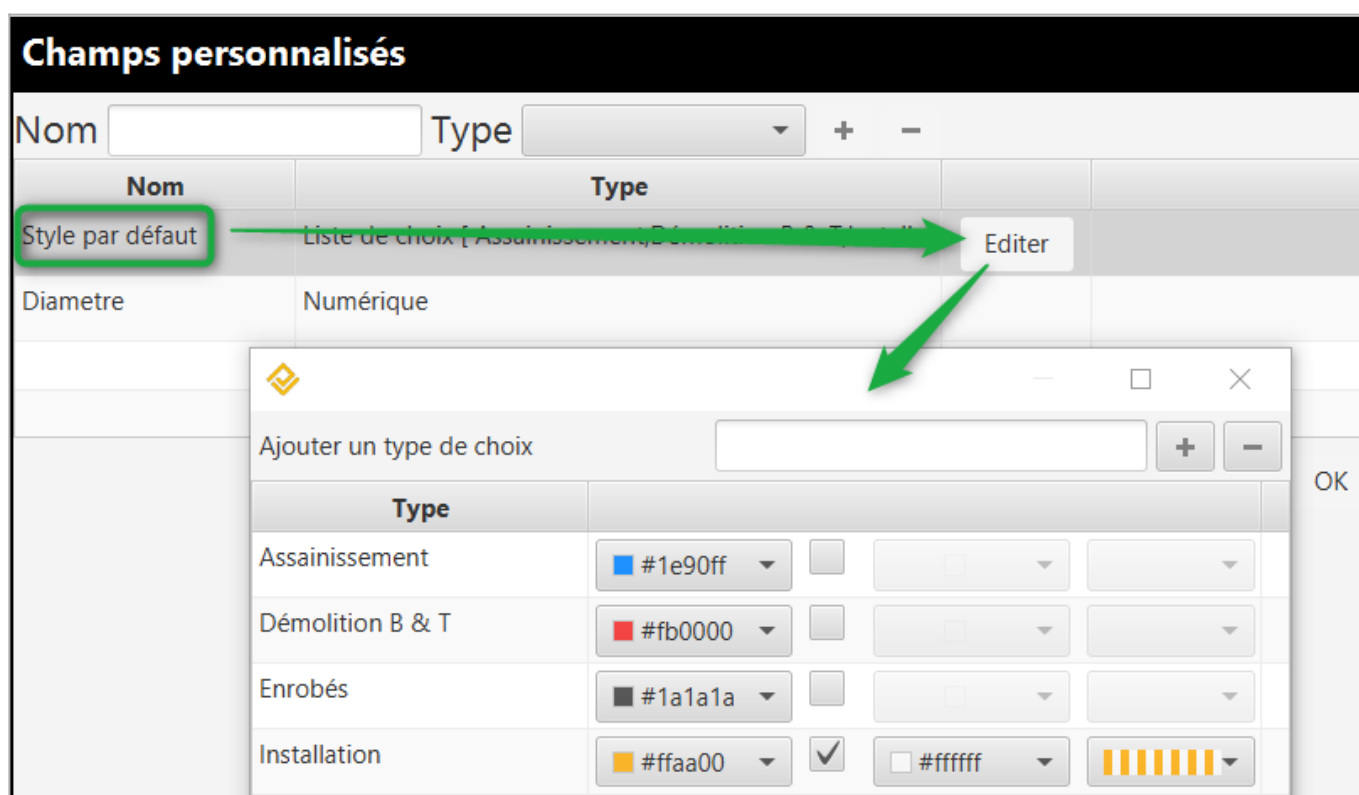 Champs personnalisés
Nom Type + −
Nom Type
Style par défaut Liste de choix [ Assainissement,Démolition B & T, Editer
Diametre Numérique
Ajouter un type de choix + −
OK
Type
Assainissement #1e90ff
Démolition B & T #fb0000
Enrobés #1a1a1a
Installation #ffaa00 #ffffff